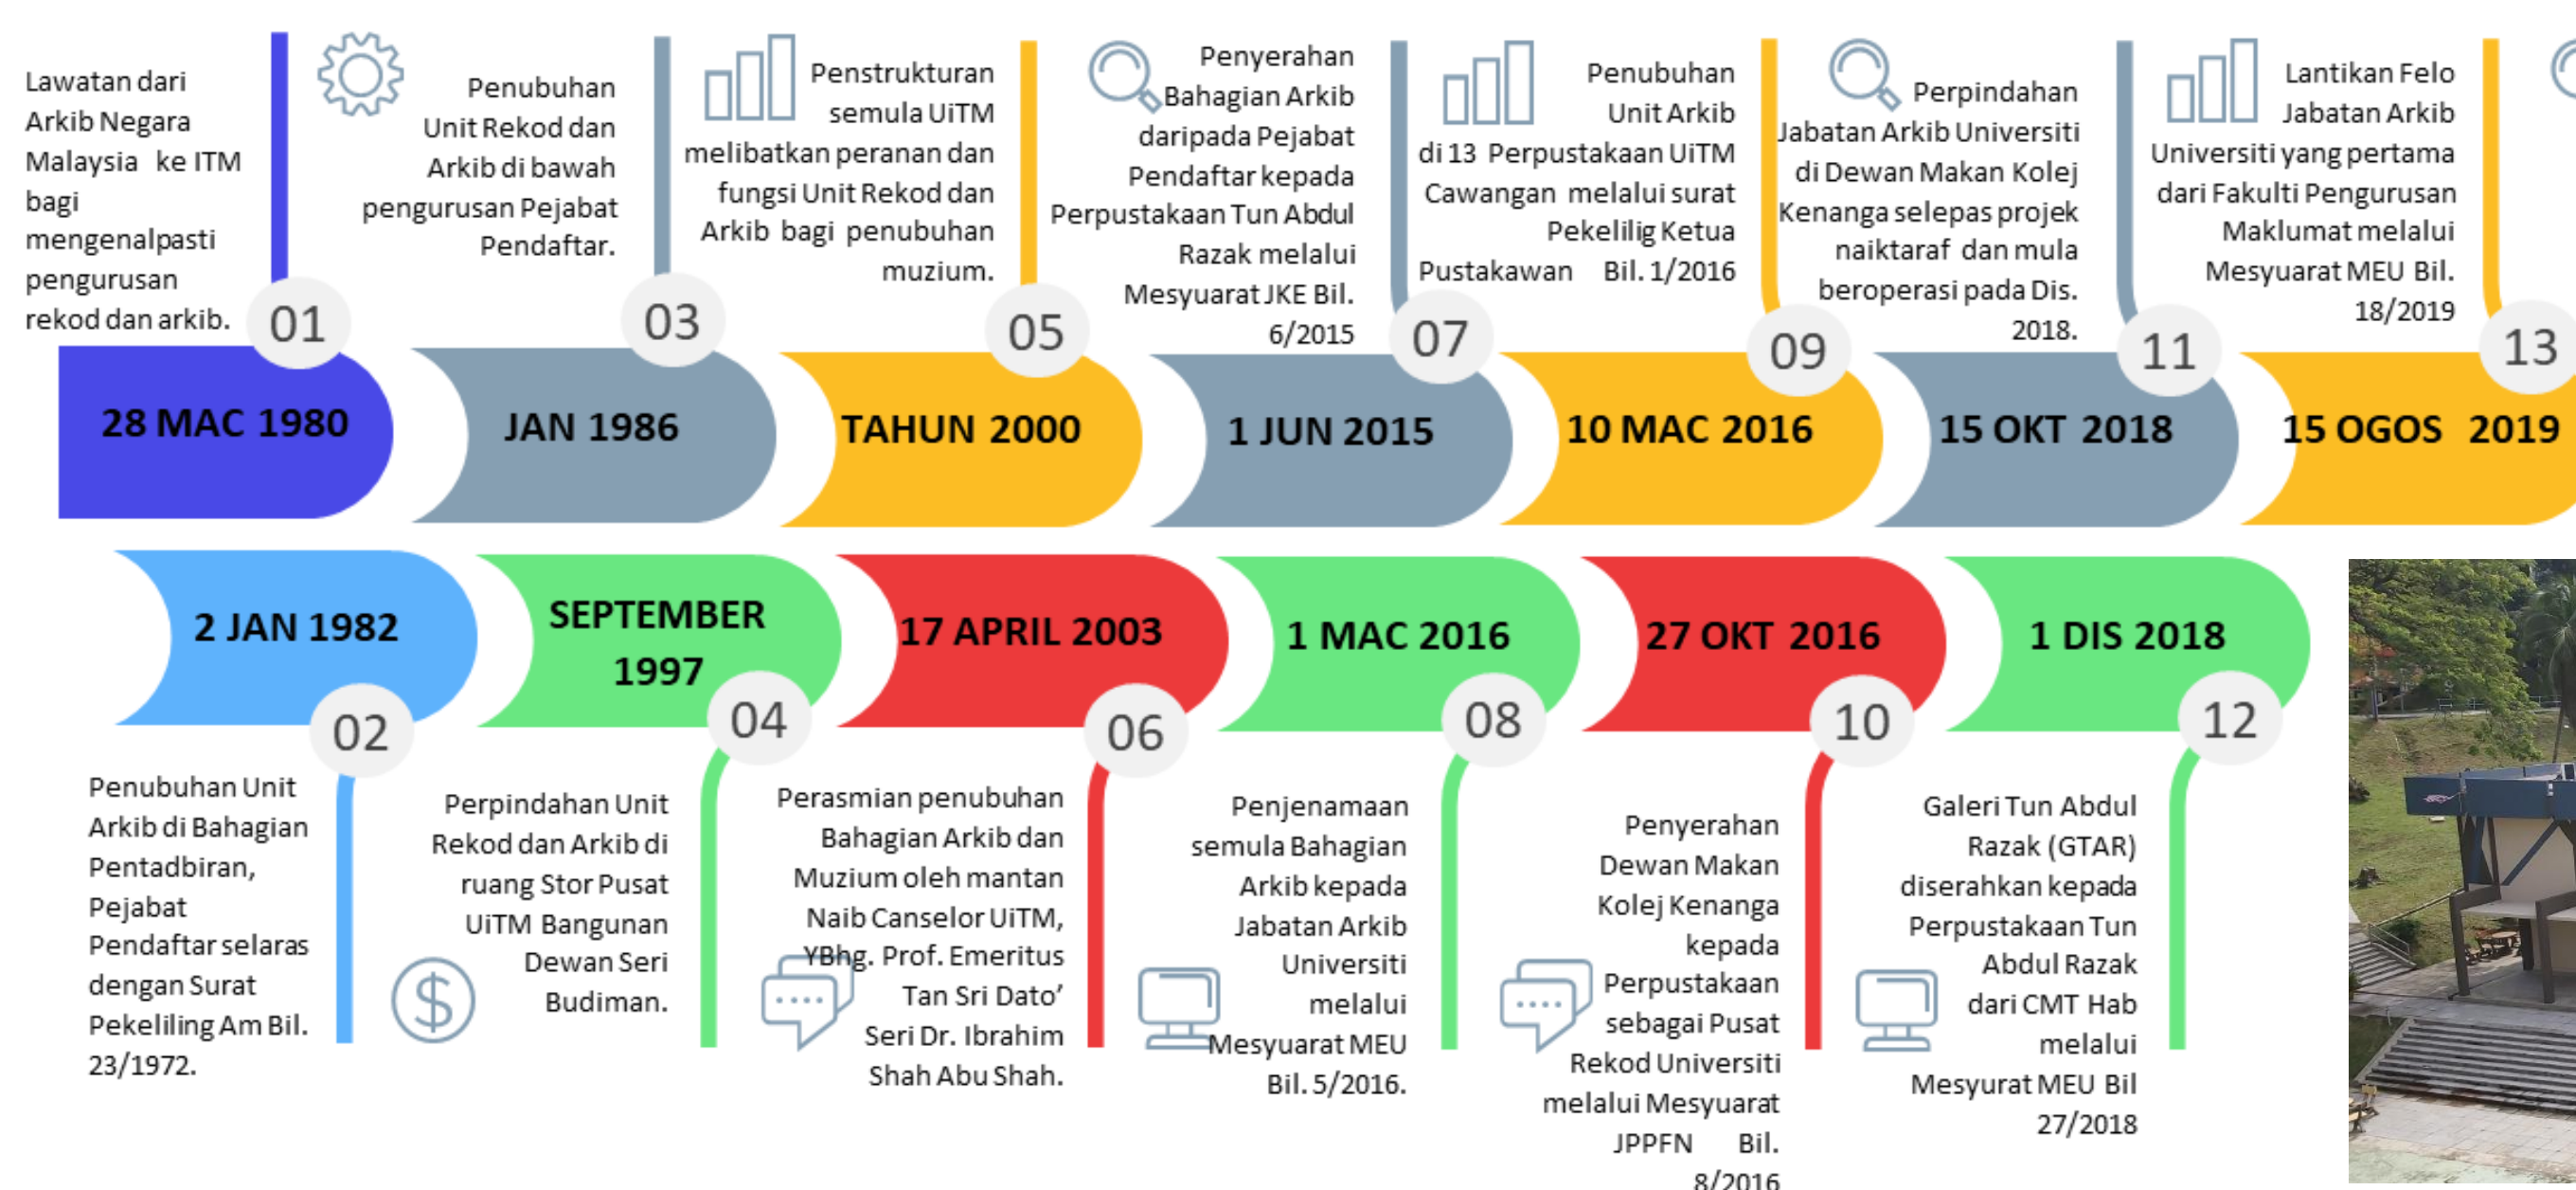 Lawatan dari
Arkib Negara
Malaysia ke ITM
bagi
mengenalpasti
pengurusan
rekod dan arkib.
01
28 MAC 1980
2 JAN 1982
02
Penubuhan Unit
Arkib di Bahagian
Pentadbiran,
Pejabat
Pendaftar selaras
dengan Surat
Pekeliling Am Bil.
23/1972.
Penubuhan
Unit Rekod dan
Arkib di bawah
pengurusan Pejabat
Pendaftar.
03
JAN 1986
SEPTEMBER
1997
04
Perpindahan Unit
Rekod dan Arkib di
ruang Stor Pusat
UiTM Bangunan
Dewan Seri
Budiman.
Penstrukturan
semula UiTM
melibatkan peranan dan
fungsi Unit Rekod dan
Arkib bagi penubuhan
muzium.
05
TAHUN 2000
17 APRIL 2003
06
Perasmian penubuhan
Bahagian Arkib dan
Muzium oleh mantan
Naib Canselor UiTM,
YBhg. Prof. Emeritus
Tan Sri Dato’
Seri Dr. Ibrahim
Shah Abu Shah.
Penyerahan
Bahagian Arkib
daripada Pejabat
Pendaftar kepada
Perpustakaan Tun Abdul
Razak melalui
Mesyuarat JKE Bil.
6/2015
07
1 JUN 2015
1 MAC 2016
08
Penjenamaan
semula Bahagian
Arkib kepada
Jabatan Arkib
Universiti
melalui
Mesyuarat MEU
Bil. 5/2016.
Penubuhan
Unit Arkib
di 13 Perpustakaan UiTM
Cawangan melalui surat
Pekelilig Ketua
Pustakawan Bil. 1/2016
09
10 MAC 2016
27 OKT 2016
10
Penyerahan
Dewan Makan
Kolej Kenanga
kepada
Perpustakaan
sebagai Pusat
Rekod Universiti
melalui Mesyuarat
JPPFN Bil.
8/2016
Perpindahan
Jabatan Arkib Universiti
di Dewan Makan Kolej
Kenanga selepas projek
naiktaraf dan mula
beroperasi pada Dis.
2018.
11
15 OKT 2018
1 DIS 2018
12
Galeri Tun Abdul
Razak (GTAR)
diserahkan kepada
Perpustakaan Tun
Abdul Razak
dari CMT Hab
melalui
Mesyurat MEU Bil
27/2018
Lantikan Felo
Jabatan Arkib
Universiti yang pertama
dari Fakulti Pengurusan
Maklumat melalui
Mesyuarat MEU Bil.
18/2019
13
15 OGOS 2019